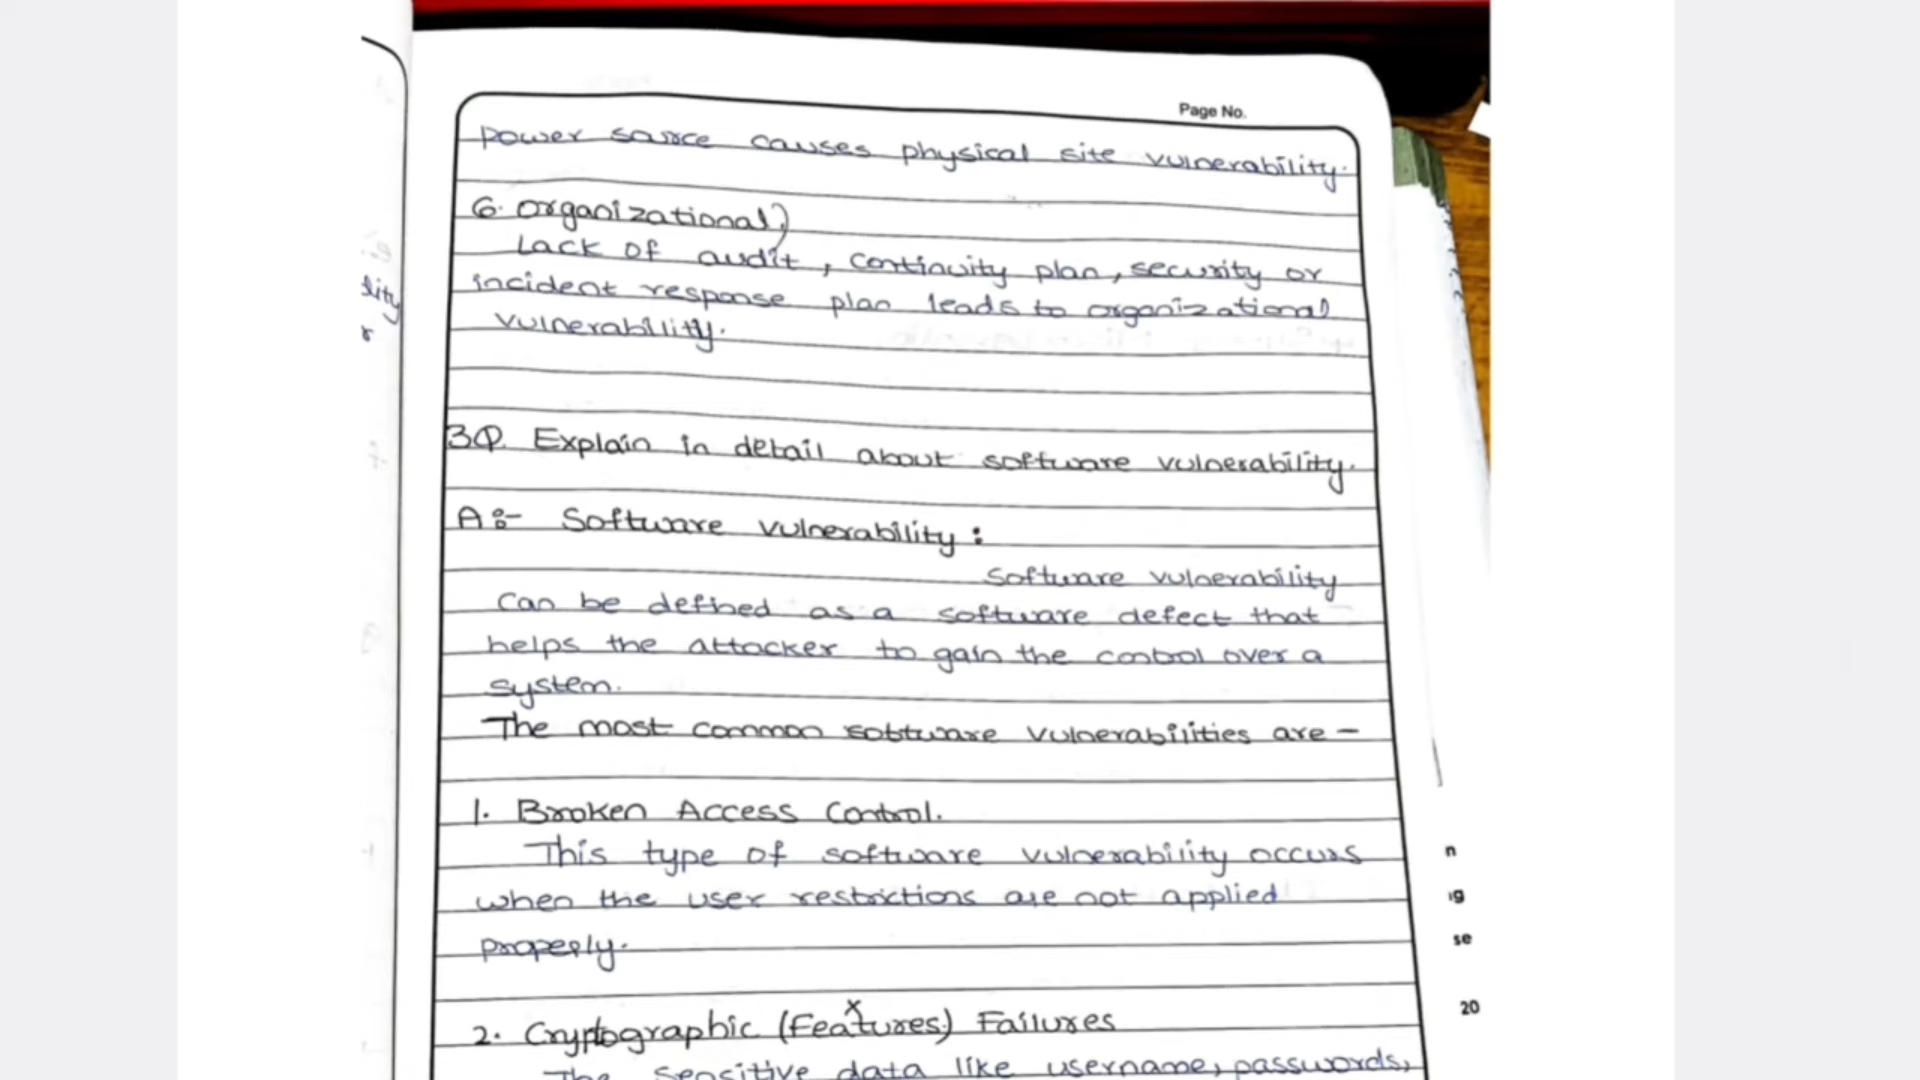 Page No.
power source causes physical site vulnerability.
6. Organizational)
Lack of audit, continuity plan, security or
incident response plan leads to organizational
vulnerability.
3Q. Explain in detail about software vulnerability.
A:- Software vulnerability :
Software vulnerability
can be defined as a software defect that
helps the attacker to gain the control over a
system.
The most common software vulnerabilities are -
1. Broken Access Control.
This type of software vulnerability occurs
when the user restrictions are not applied
properly.
2. Cryptographic (Features) Failures
The sensitive data like username, passwords,
lity
r
n
ig
se
20